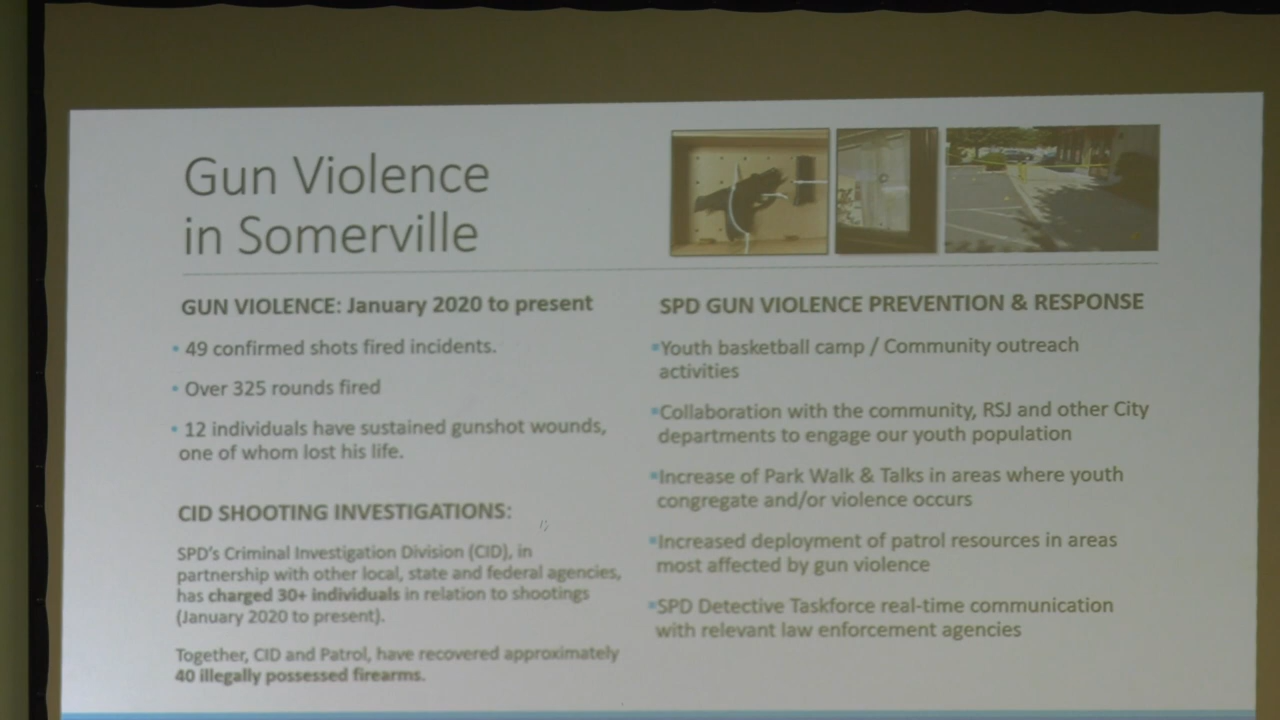 Gun Violence
in Somerville
GUN VIOLENCE: January 2020 to present
• 49 confirmed shots fired incidents.
• Over 325 rounds fired
• 12 individuals have sustained gunshot wounds,
one of whom lost his life.
CID SHOOTING INVESTIGATIONS:
SPD's Criminal Investigation Division (CID), in
partnership with other local, state and federal agencies,
has charged 30+ individuals in relation to shootings
(January 2020 to present).
Together, CID and Patrol, have recovered approximately
40 illegally possessed firearms.
SPD GUN VIOLENCE PREVENTION & RESPONSE
▪Youth basketball camp / Community outreach
activities
▪Collaboration with the community, RSJ and other City
departments to engage our youth population
▪Increase of Park Walk & Talks in areas where youth
congregate and/or violence occurs
▪Increased deployment of patrol resources in areas
most affected by gun violence
▪SPD Detective Taskforce real-time communication
with relevant law enforcement agencies